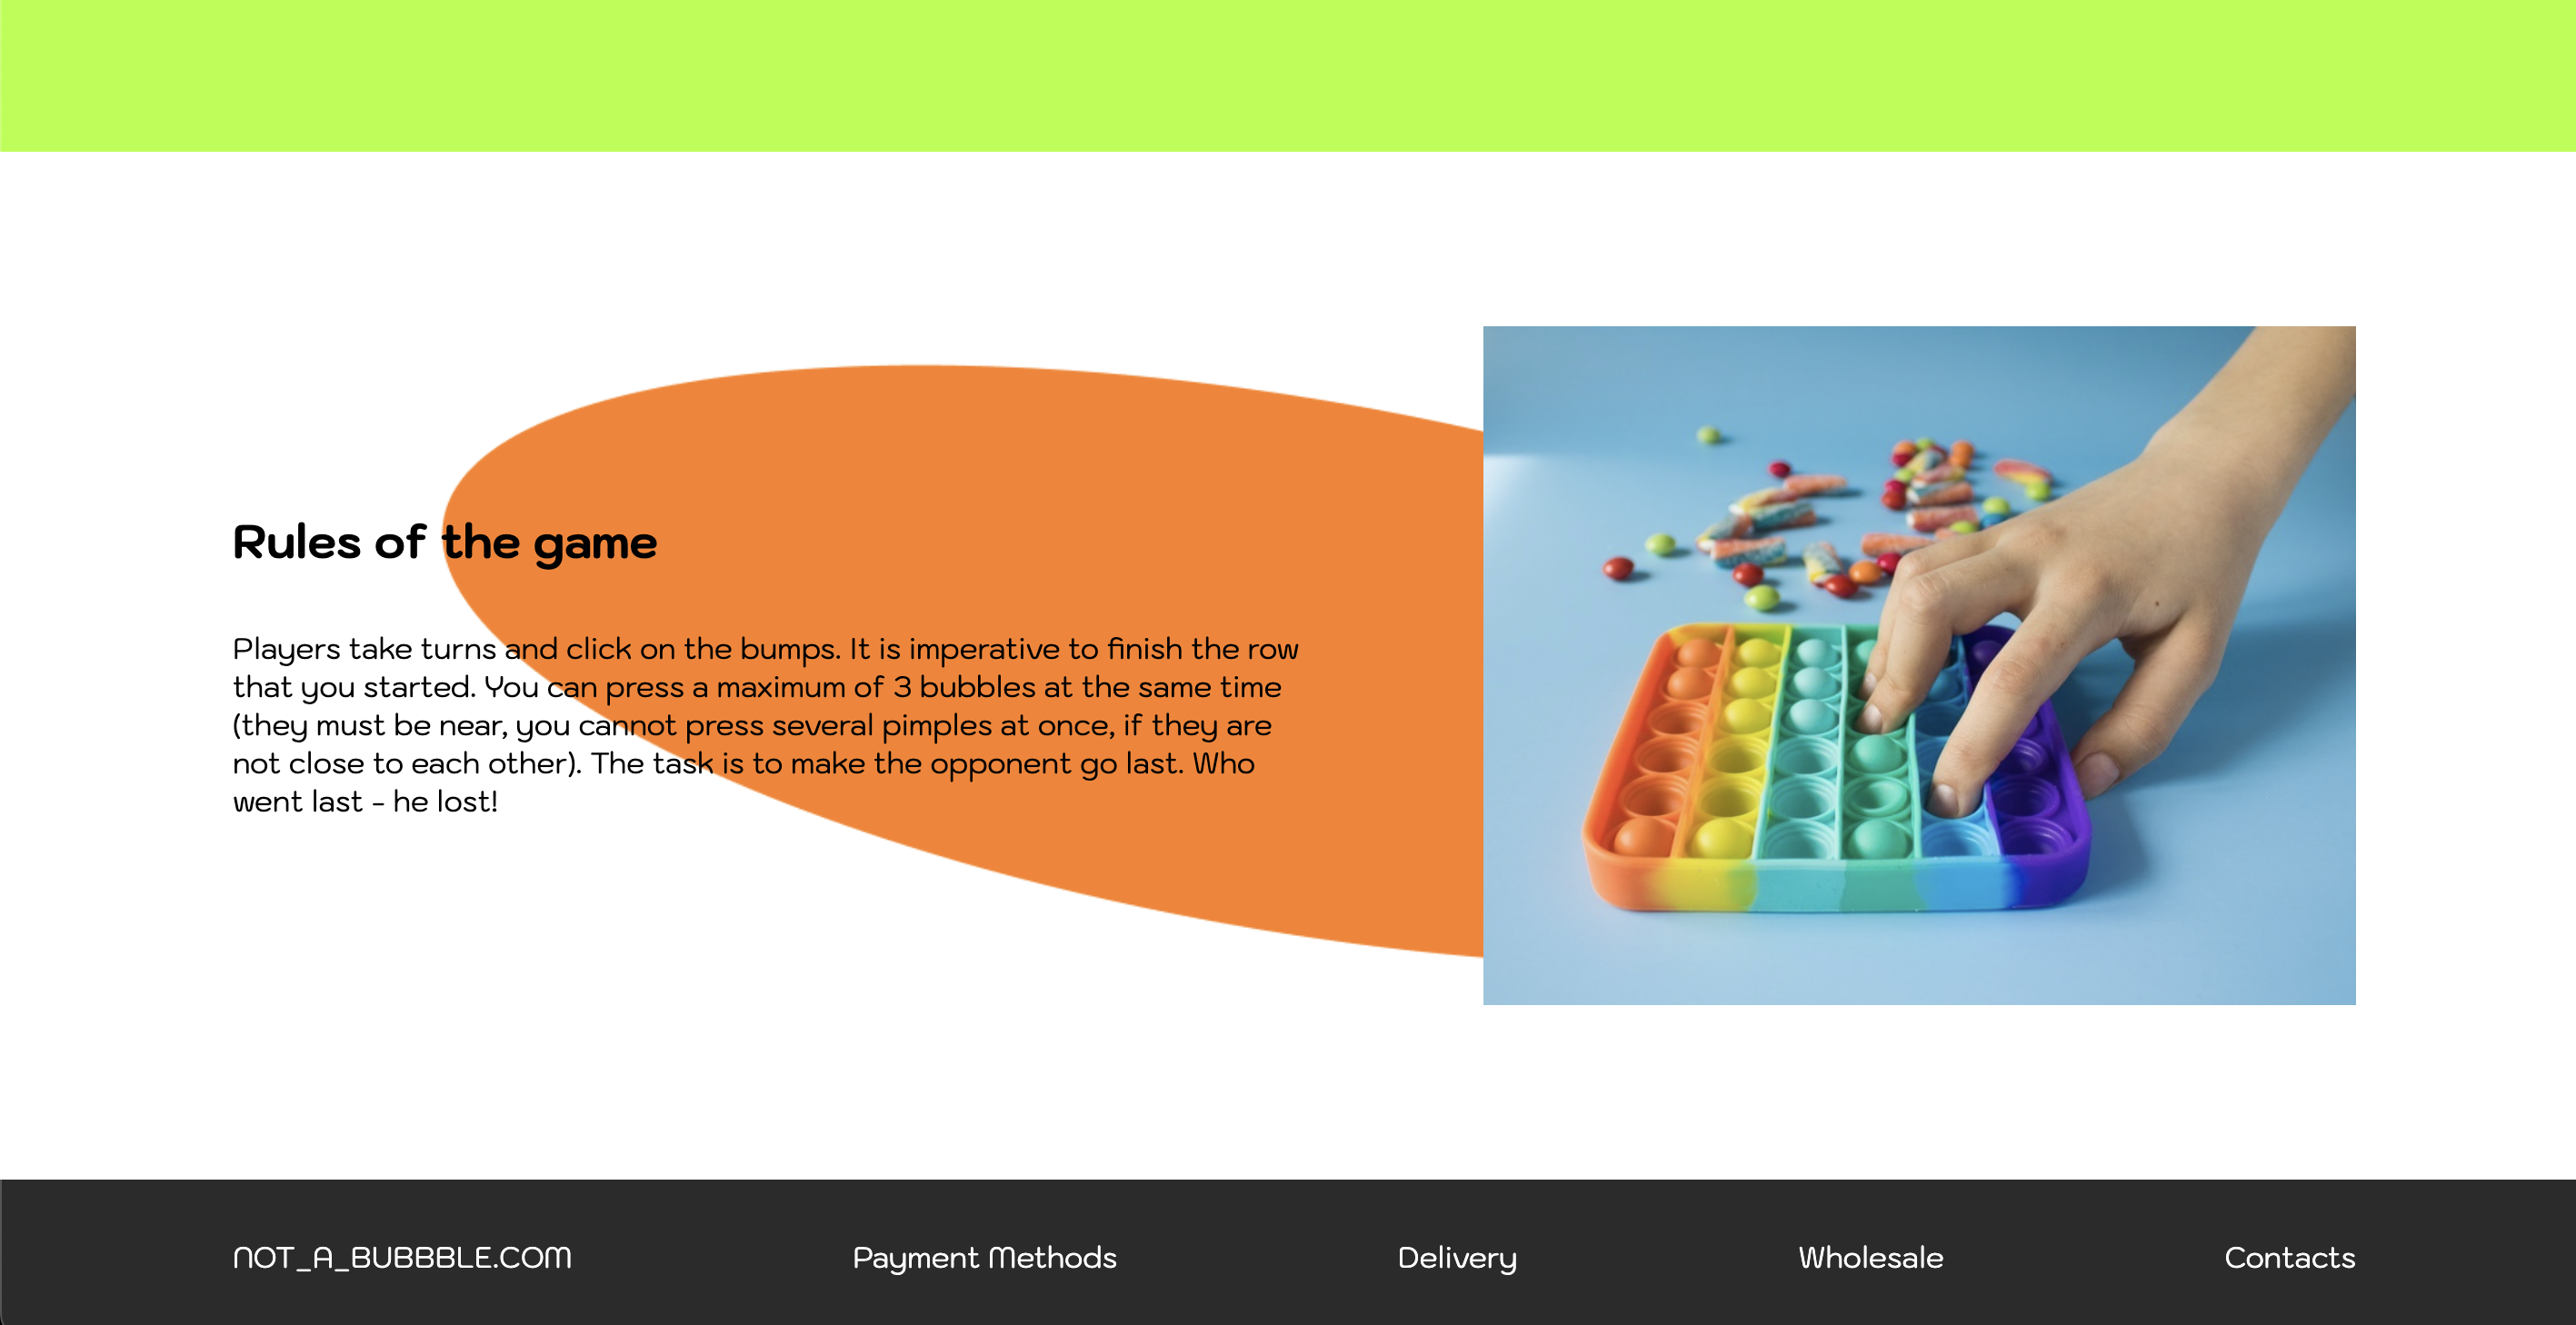 Rules of the game
Players take turns and click on the bumps. It is imperative to finish the row
that you started. You can press a maximum of 3 bubbles at the same time
(they must be near, you cannot press several pimples at once, if they are
not close to each other). The task is to make the opponent go last. Who
went last - he lost!
NOT_A_BUBBBLE.COM
Payment Methods
Delivery
Wholesale
Contacts